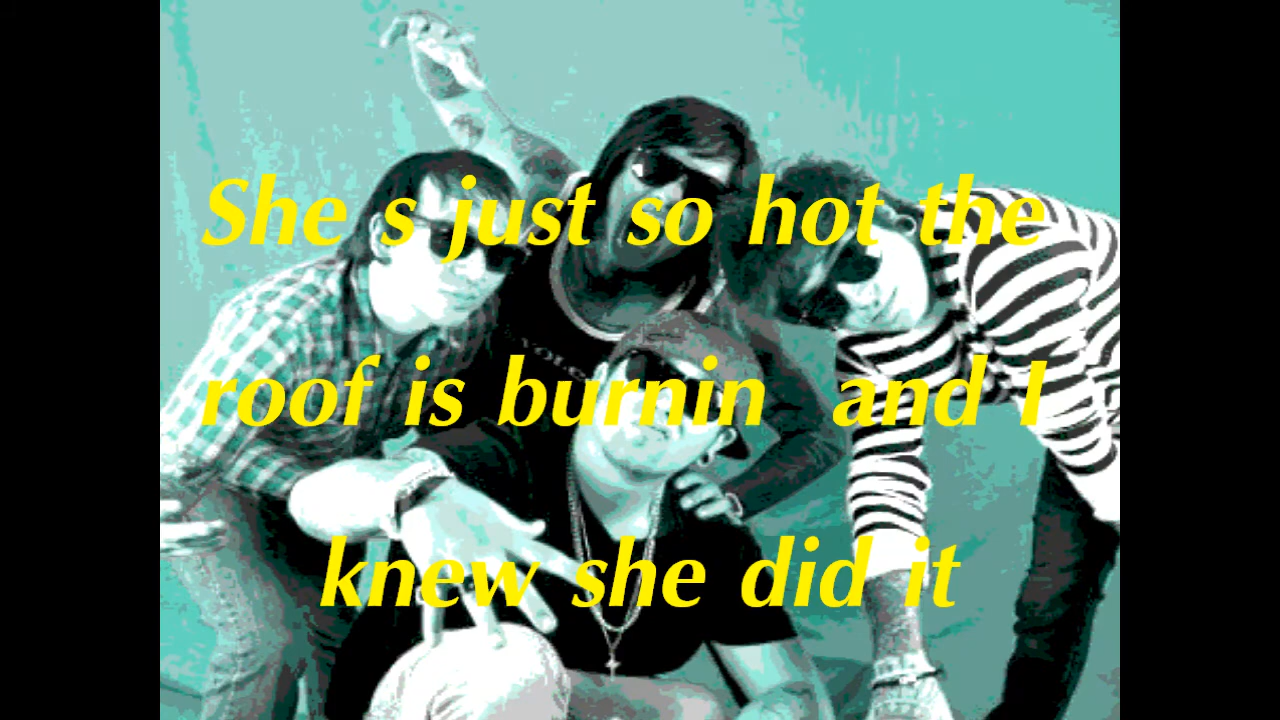 She s just so hot the
roof is burnin  and I
knew she did it